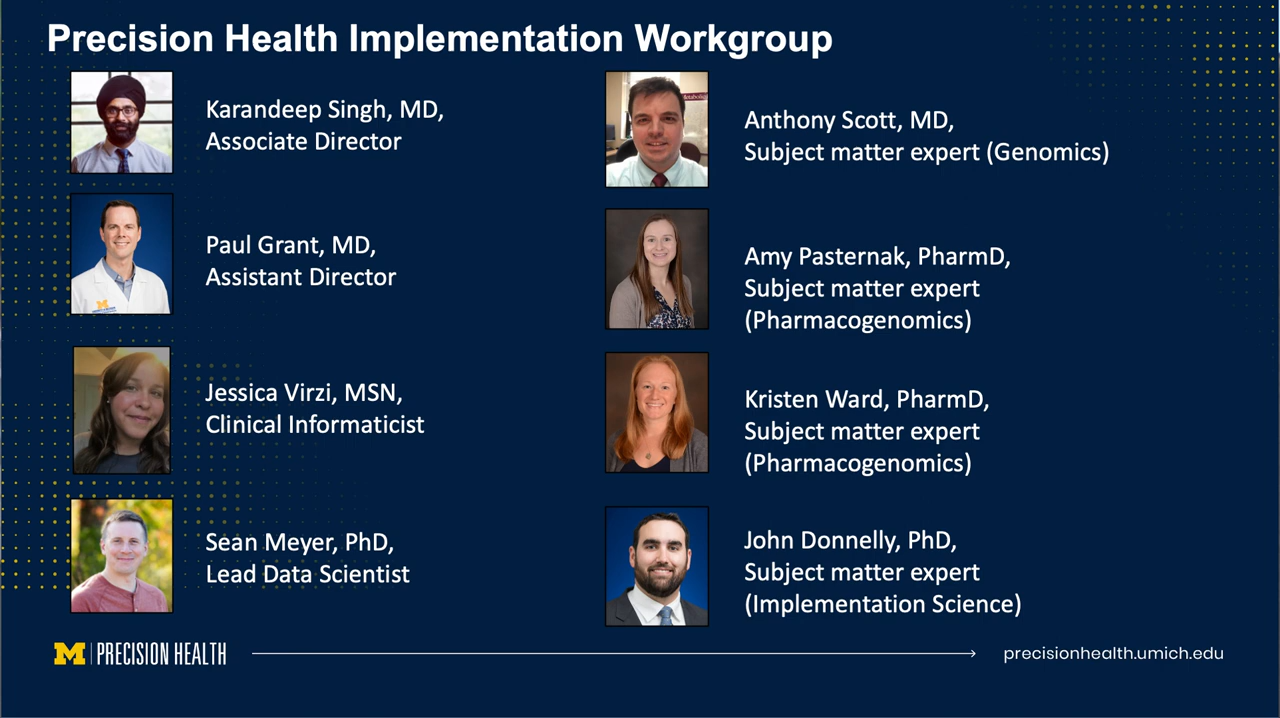 Precision Health Implementation Workgroup
Karandeep Singh, MD,
Associate Director
Paul Grant, MD,
Assistant Director
Jessica Virzi, MSN,
Clinical Informaticist
Sean Meyer, PhD,
Lead Data Scientist
Anthony Scott, MD,
Subject matter expert (Genomics)
Amy Pasternak, PharmD,
Subject matter expert
(Pharmacogenomics)
Kristen Ward, PharmD,
Subject matter expert
(Pharmacogenomics)
John Donnelly, PhD,
Subject matter expert
(Implementation Science)
M | PRECISION HEALTH
precisionhealth.umich.edu